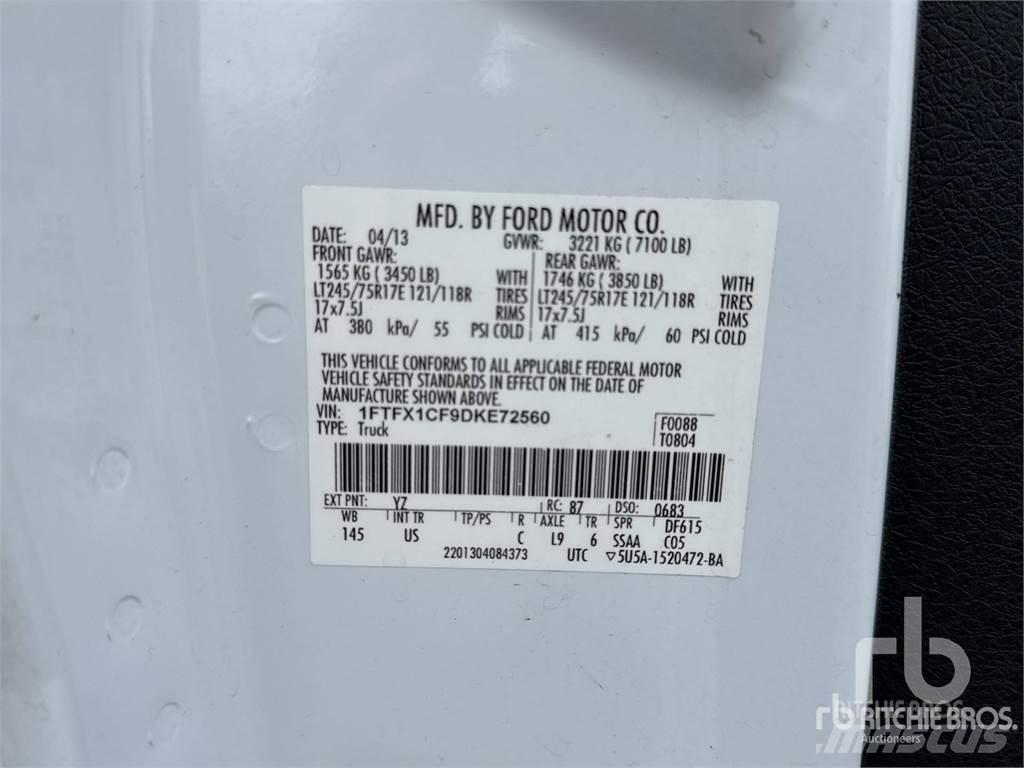 MFD. BY FORD MOTOR CO.
DATE: 04/13 GVWR: 3221 KG ( 7100 LB)
FRONT GAWR: REAR GAWR:
1565 KG ( 3450 LB) WITH 1746 KG ( 3850 LB) WITH
LT245/75R17E 121/118R TIRES LT245/75R17E 121/118R TIRES
17x7.5J RIMS 17x7.5J RIMS
AT 380 kPa/ 55 PSI COLD AT 415 kPa/ 60 PSI COLD
THIS VEHICLE CONFORMS TO ALL APPLICABLE FEDERAL MOTOR
VEHICLE SAFETY STANDARDS IN EFFECT ON THE DATE OF
MANUFACTURE SHOWN ABOVE.
VIN: 1FTFX1CF9DKE72560 F0088
TYPE: Truck T0804
EXT PNT: YZ RC: 87 DSO: 0683
WB INT TR TP/PS R AXLE TR SPR DF615
145 US C L9 6 SSAA C05
2201304084373 UTC ▽5U5A-1520472-BA
rb
rb RITCHIE BROS.
Auctioneers
mascus